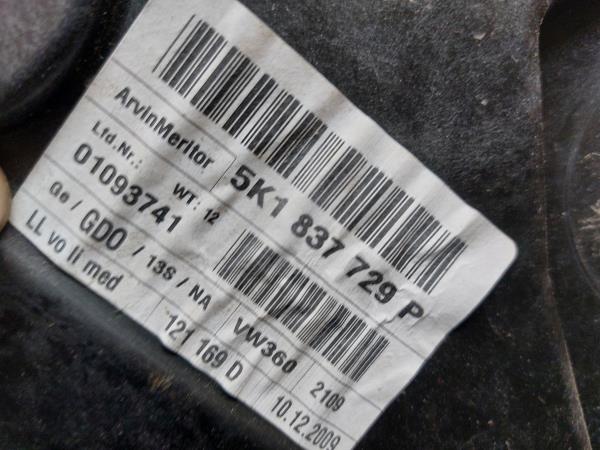 ArvinMeritor
5K1 837 729 P
Lfd.Nr.: WT: 12
01093741
Ge / GDO / 13S / NA
VW360 2109
LL vo li med
121 169 D 10.12.2009